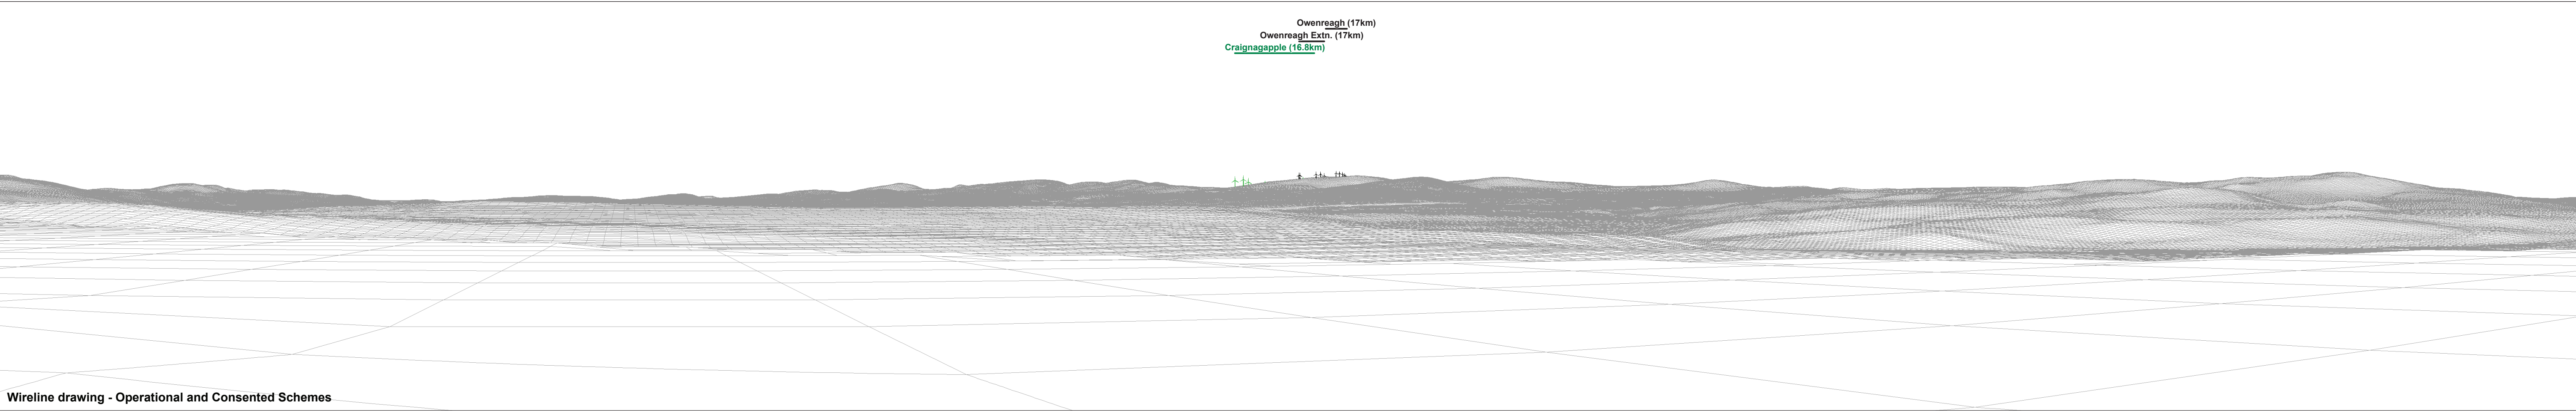 Owenreagh (17km)
Owenreagh Extn. (17km)
Craignagapple (16.8km)
Wireline drawing - Operational and Consented Schemes